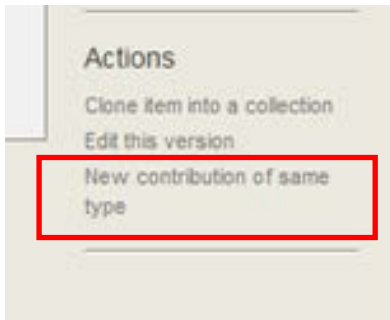 Actions
Clone item into a collection
Edit this version
New contribution of same
type